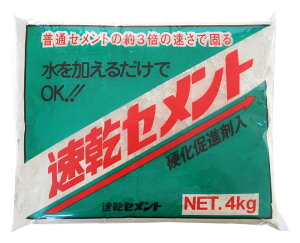 普通セメントの約3倍の速さで固る
水を加えるだけで
OK.!!
速乾セメント
硬化促進剤入
速乾セメント
NET.4kg